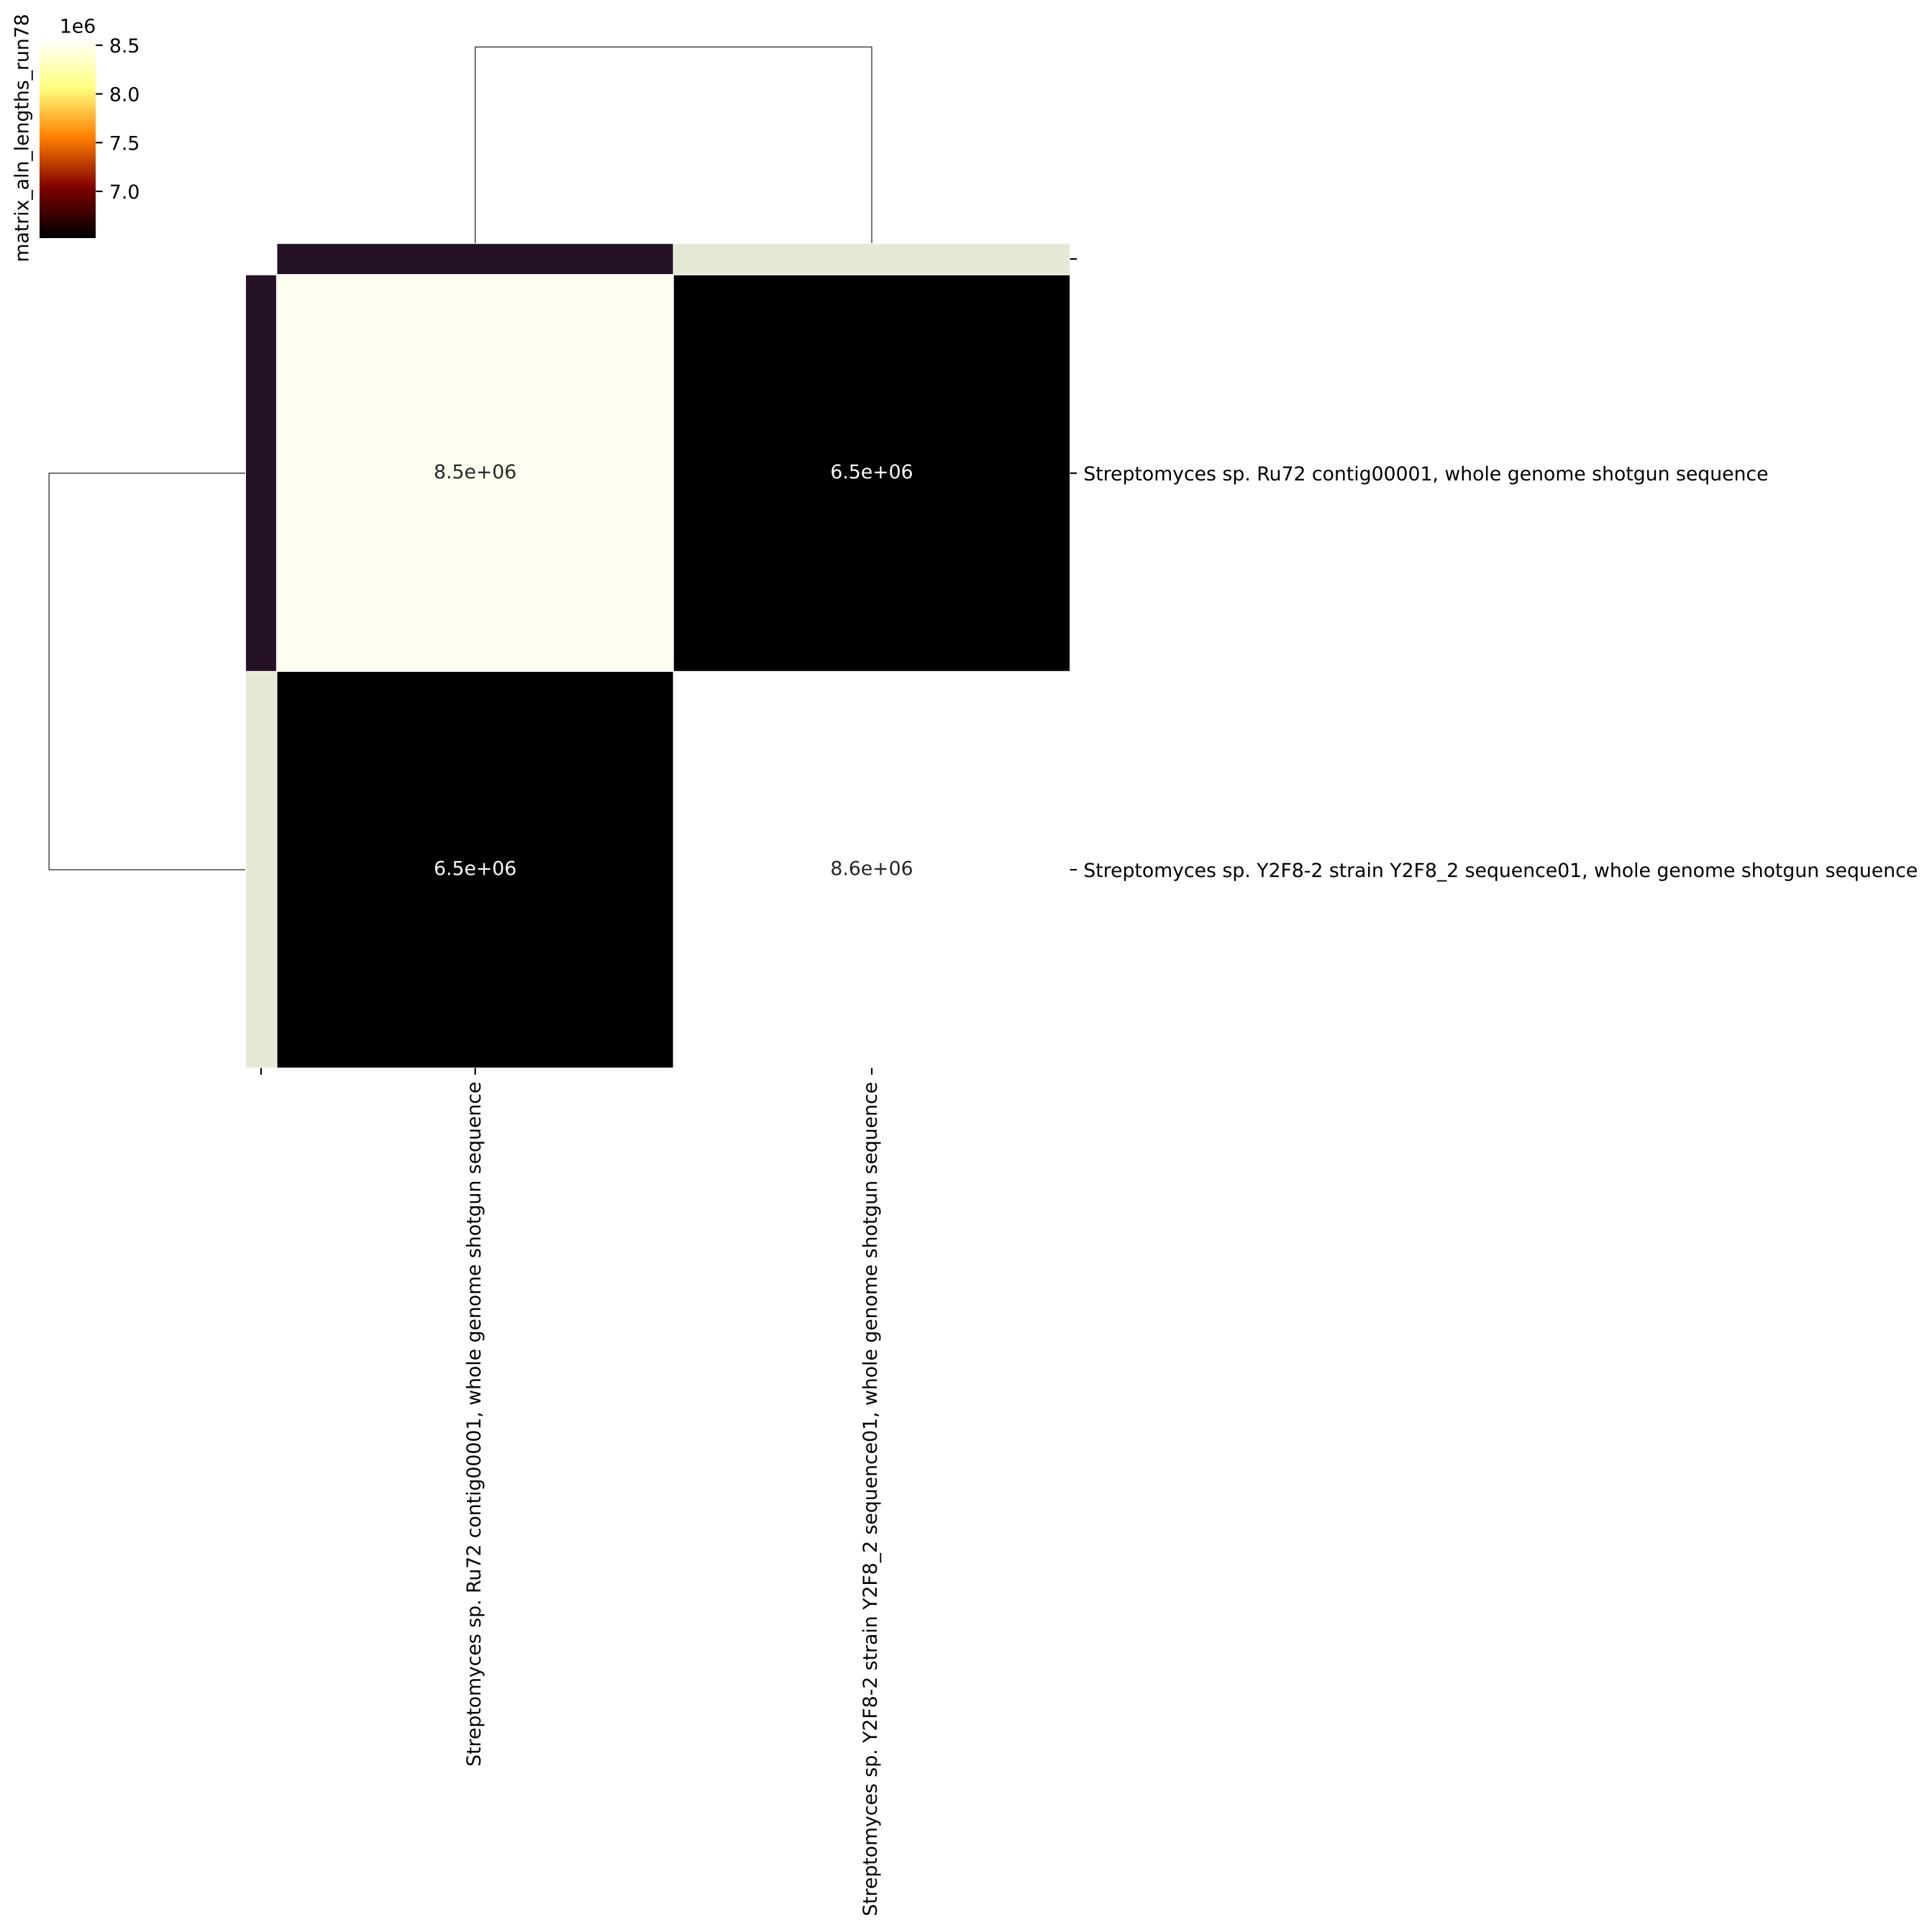 matrix_aln_lengths_run78
1e6
8.5
8.0
7.5
7.0
8.5e+06
6.5e+06
Streptomyces sp. Ru72 contig00001, whole genome shotgun sequence
6.5e+06
8.6e+06
Streptomyces sp. Y2F8-2 strain Y2F8_2 sequence01, whole genome shotgun sequence
Streptomyces sp. Ru72 contig00001, whole genome shotgun sequence
Streptomyces sp. Y2F8-2 strain Y2F8_2 sequence01, whole genome shotgun sequence